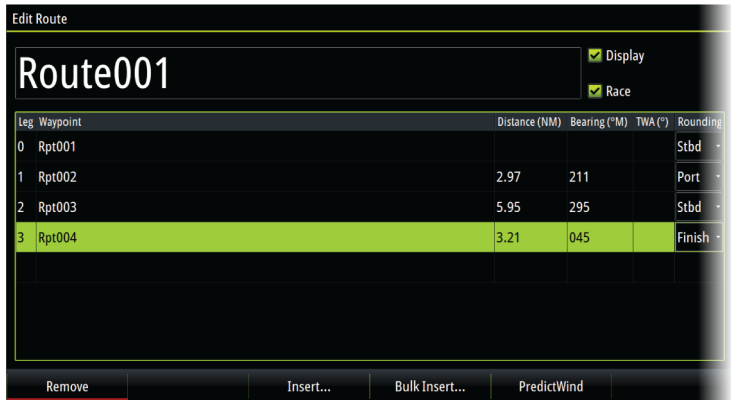 Edit Route
Route001
Display
Race
Leg Waypoint Distance (NM) Bearing (°M) TWA (°) Rounding
0 Rpt001 Stbd
1 Rpt002 2.97 211 Port
2 Rpt003 5.95 295 Stbd
3 Rpt004 3.21 045 Finish
Remove Insert... Bulk Insert... PredictWind